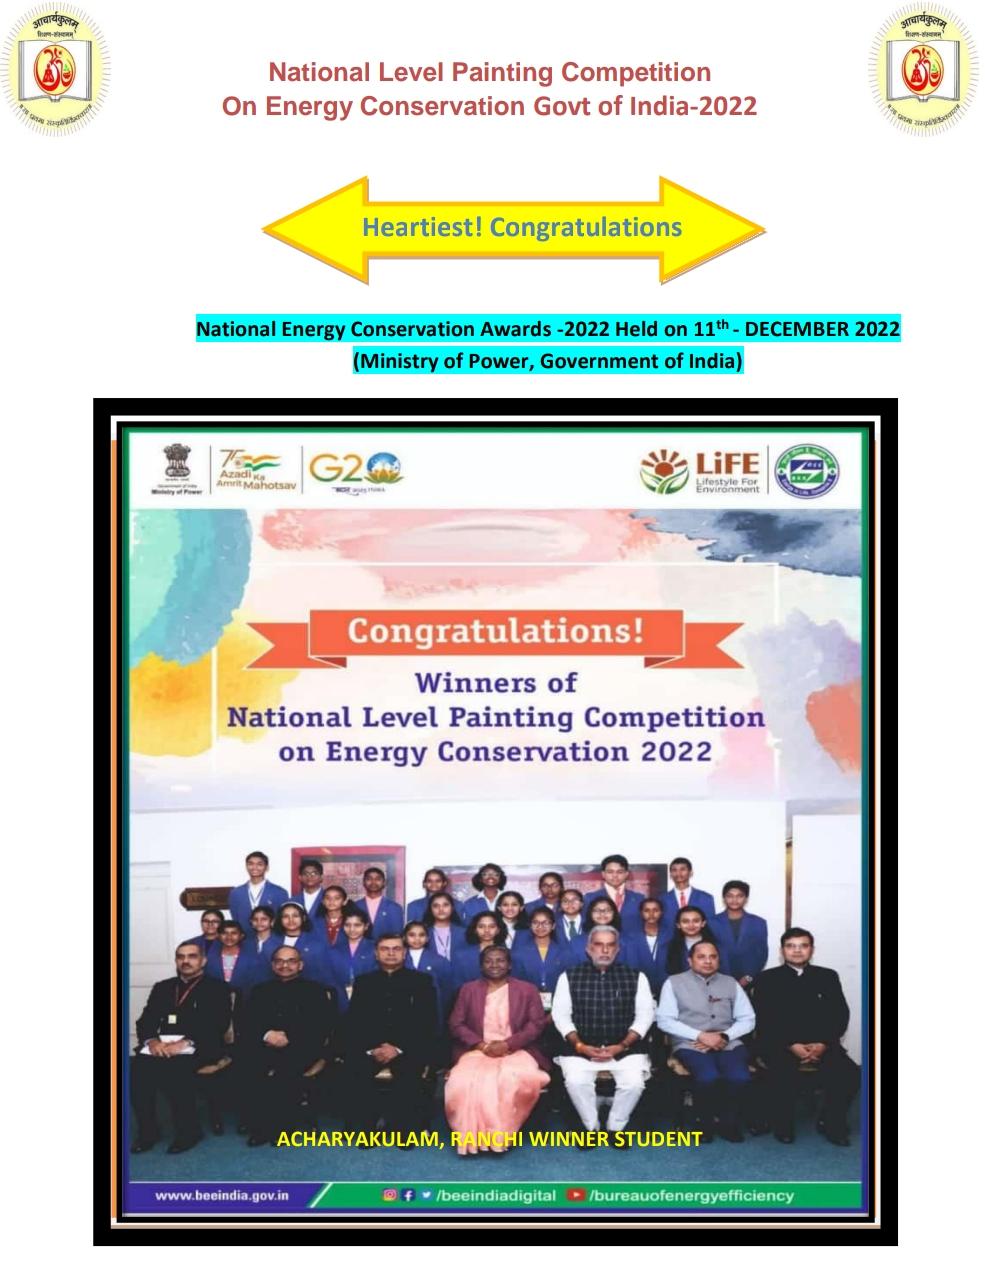 आचार्यकुलम्
शिक्षण-संस्थानम्
आचार्यकुलम्
शिक्षण-संस्थानम्
National Level Painting Competition
On Energy Conservation Govt of India-2022
Heartiest! Congratulations
National Energy Conservation Awards -2022 Held on 11th - DECEMBER 2022
(Ministry of Power, Government of India)
Government of India
Ministry of Power
75
Azadi Ka
Amrit Mahotsav
G20
INDIA
LiFE
Lifestyle For
Environment
BEE
Congratulations!
Winners of
National Level Painting Competition
on Energy Conservation 2022
ACHARYAKULAM, RANCHI WINNER STUDENT
www.beeindia.gov.in
/beeindiadigital /bureauofenergyefficiency